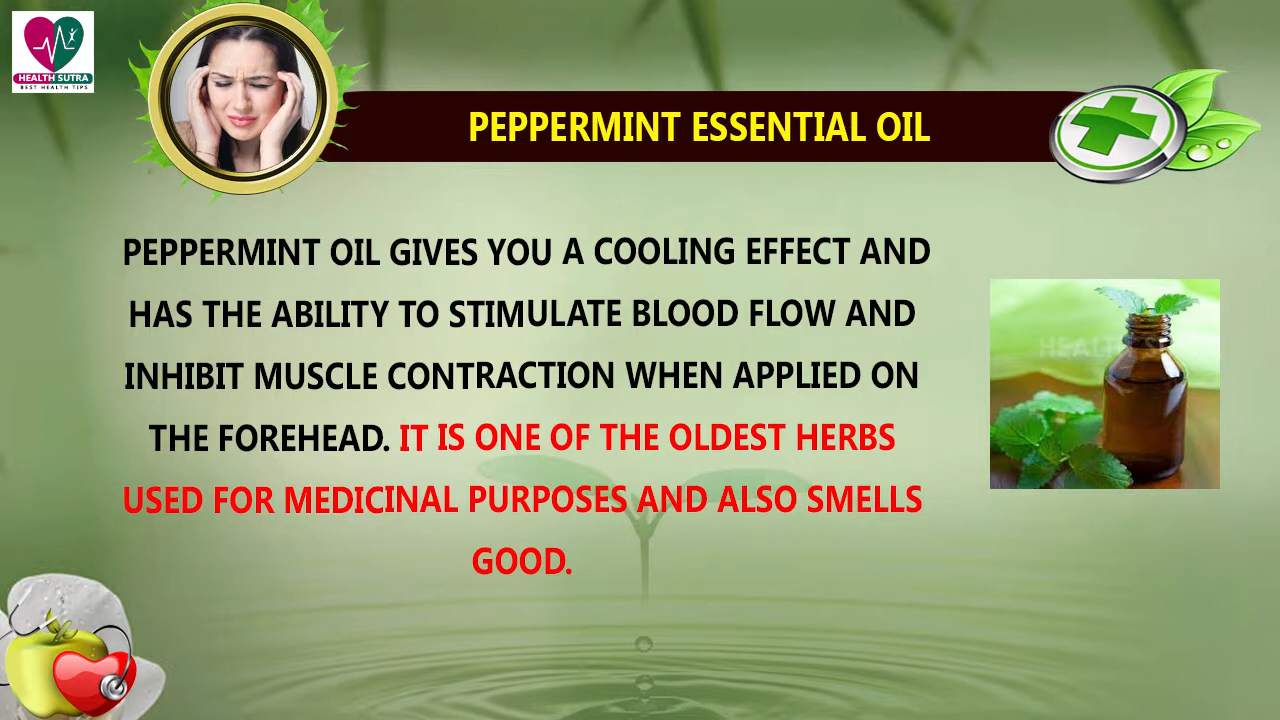 HEALTH SUTRA
BEST HEALTH TIPS
PEPPERMINT ESSENTIAL OIL
PEPPERMINT OIL GIVES YOU A COOLING EFFECT AND
HAS THE ABILITY TO STIMULATE BLOOD FLOW AND
INHIBIT MUSCLE CONTRACTION WHEN APPLIED ON
THE FOREHEAD. IT IS ONE OF THE OLDEST HERBS
USED FOR MEDICINAL PURPOSES AND ALSO SMELLS
GOOD.